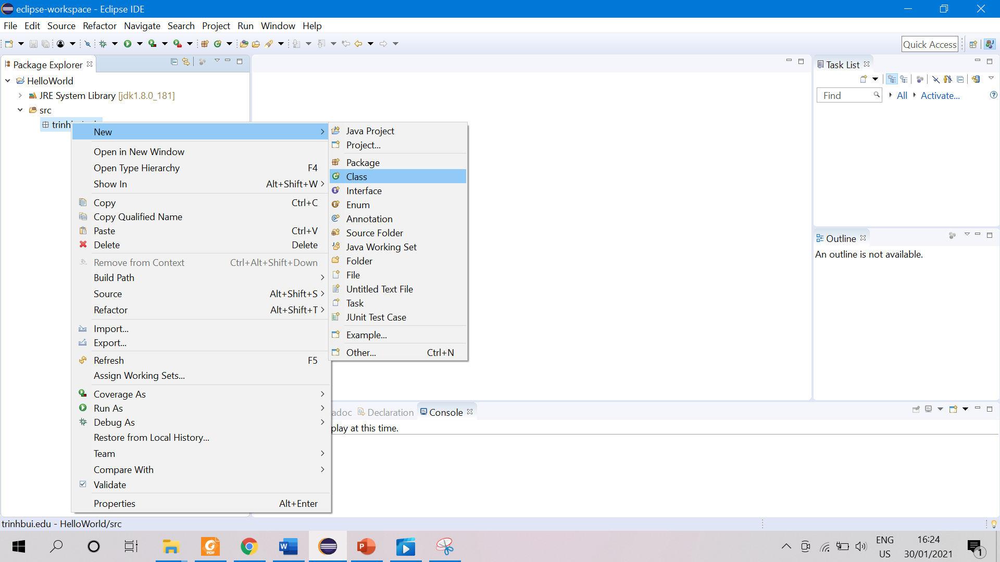 eclipse-workspace - Eclipse IDE
File Edit Source Refactor Navigate Search Project Run Window Help
Quick Access
Package Explorer
HelloWorld
JRE System Library [jdk1.8.0_181]
src
New
Open in New Window
Open Type Hierarchy F4
Show In Alt+Shift+W
Copy Ctrl+C
Copy Qualified Name
Paste Ctrl+V
Delete Delete
Remove from Context Ctrl+Alt+Shift+Down
Build Path
Source Alt+Shift+S
Refactor Alt+Shift+T
Import...
Export...
Refresh F5
Assign Working Sets...
Coverage As
Run As
Debug As
Restore from Local History...
Team
Compare With
Validate
Properties Alt+Enter
Java Project
Project...
Package
Class
Interface
Enum
Annotation
Source Folder
Java Working Set
Folder
File
Untitled Text File
Task
JUnit Test Case
Example...
Other... Ctrl+N
Task List
Find All Activate...
Outline
An outline is not available.
adoc Declaration Console
play at this time.
trinhbui.edu - HelloWorld/src
PDF
W
P
ENG
US
16:24
30/01/2021
1